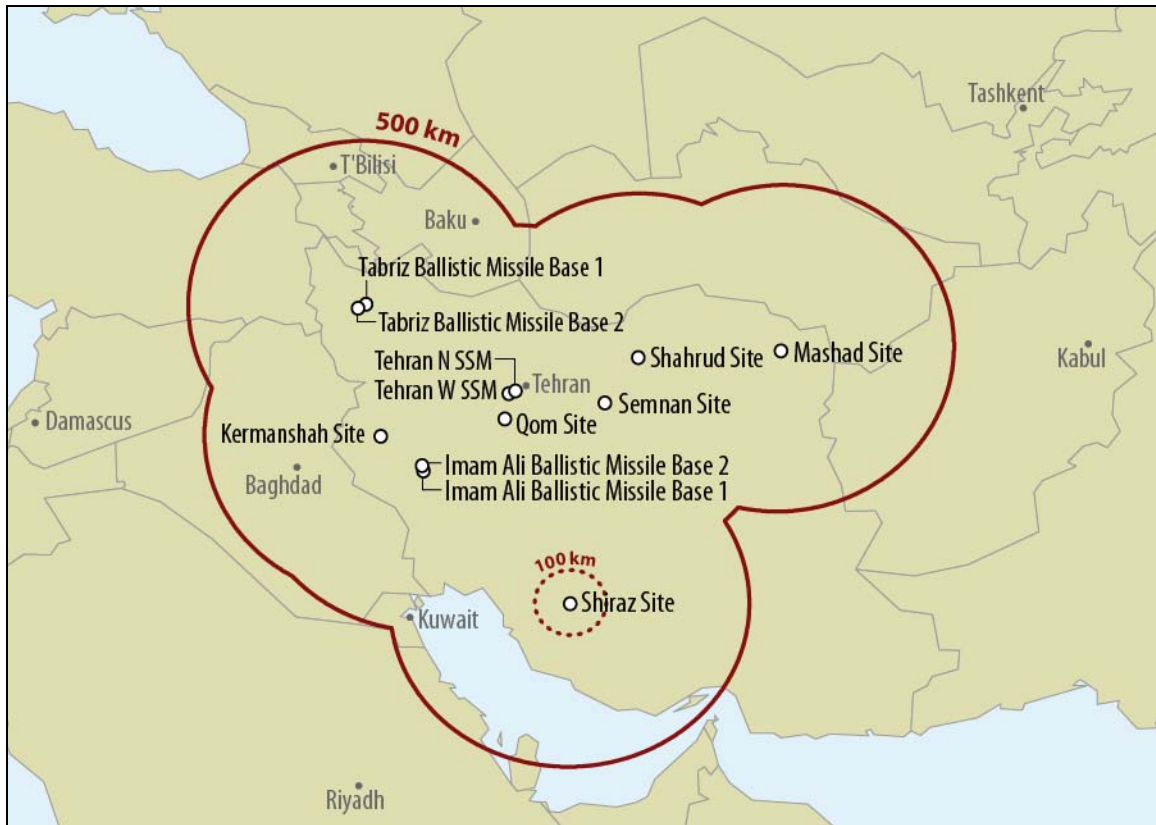 Tashkent
500 km
T'Bilisi
Baku
Tabriz Ballistic Missile Base 1
Tabriz Ballistic Missile Base 2
Tehran N SSM
Tehran
Tehran W SSM
Shahrud Site
Mashad Site
Kabul
Semnan Site
Qom Site
Damascus
Kermanshah Site
Baghdad
Imam Ali Ballistic Missile Base 2
Imam Ali Ballistic Missile Base 1
100 km
Shiraz Site
Kuwait
Riyadh